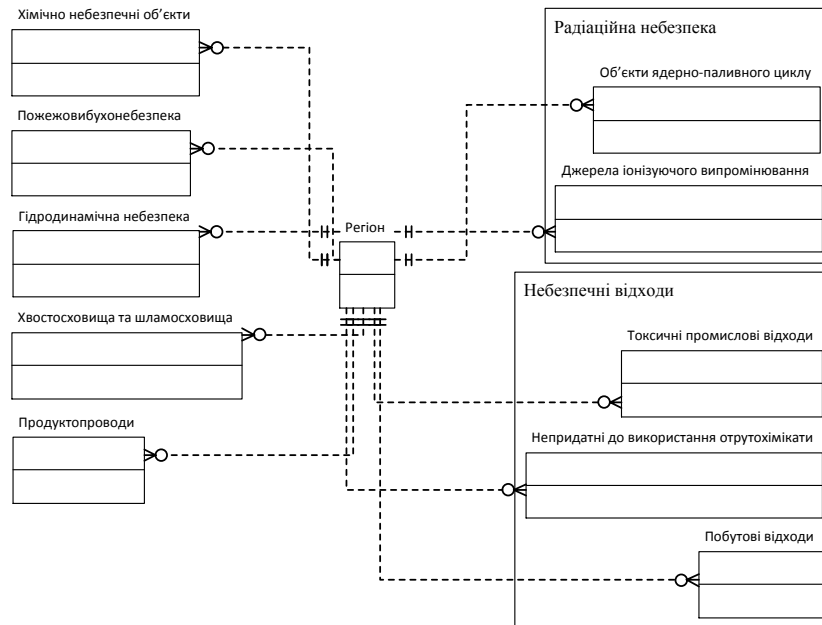 Хімічно небезпечні об’єкти
Пожежовибухонебезпека
Гідродинамічна небезпека
Хвостосховища та шламосховища
Продуктопроводи
Регіон
Радіаційна небезпека
Об’єкти ядерно-паливного циклу
Джерела іонізуючого випромінювання
Небезпечні відходи
Токсичні промислові відходи
Непридатні до використання отрутохімікати
Побутові відходи